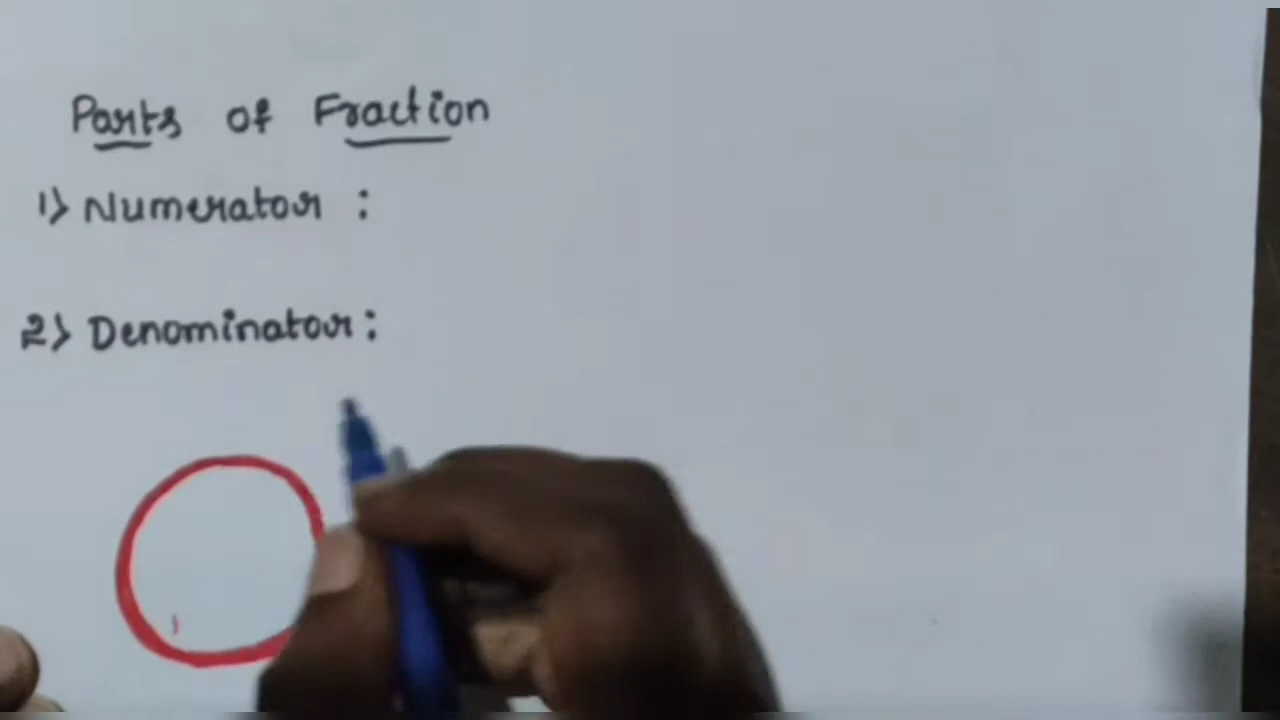 Parts of Fraction
1) Numerator :
2) Denominator :